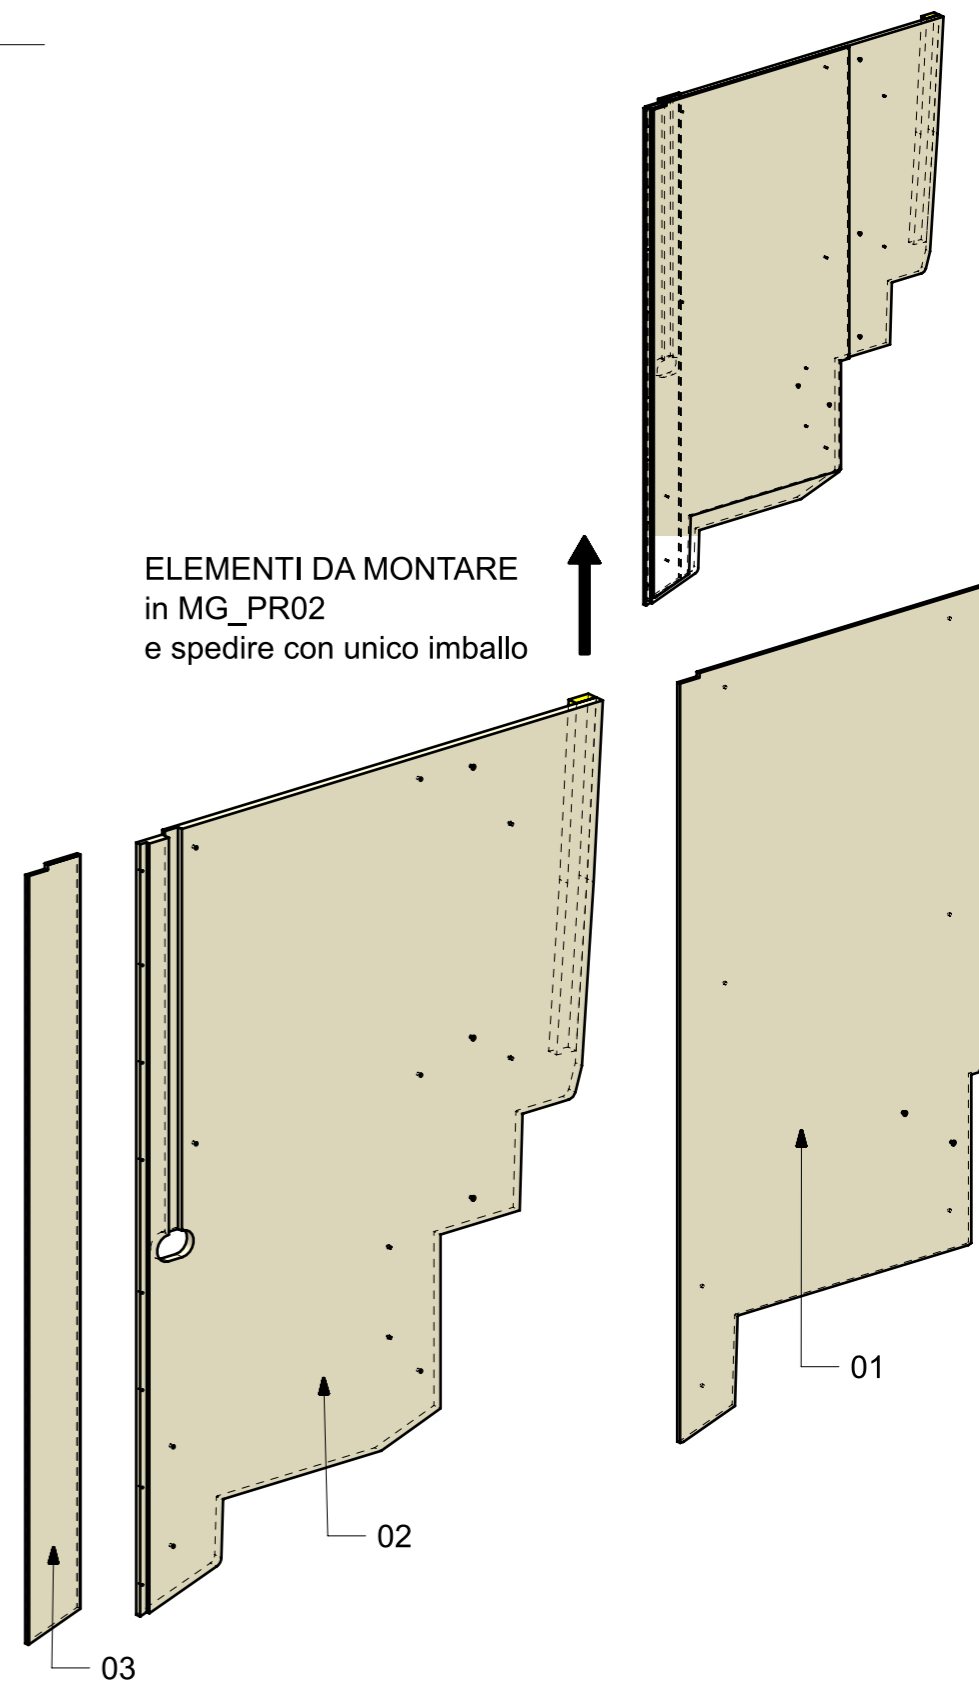 ELEMENTI DA MONTARE
in MG_PR02
e spedire con unico imballo
01
02
03